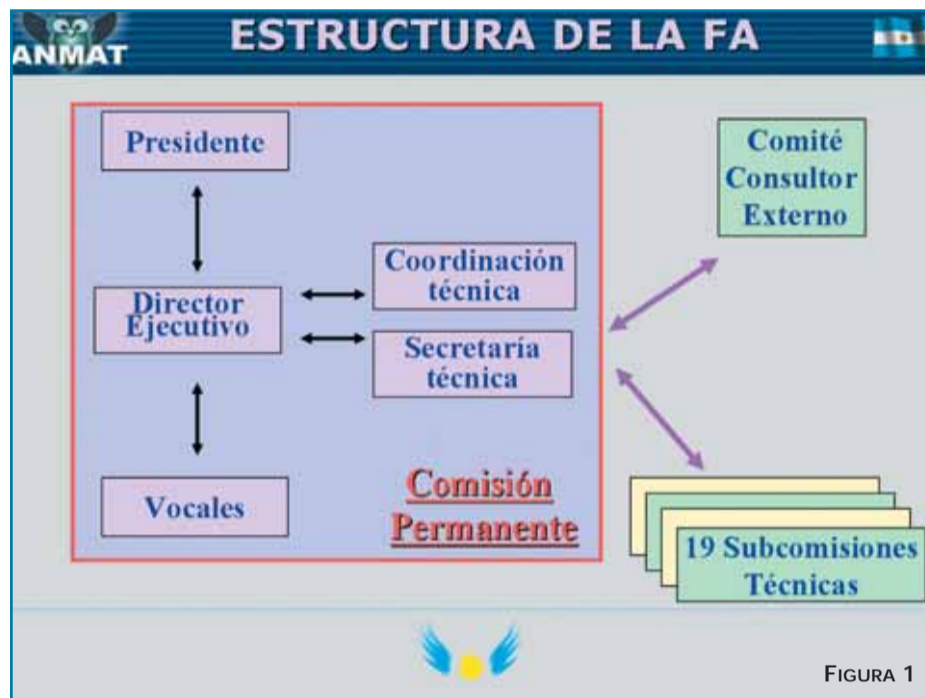 ANMAT
ESTRUCTURA DE LA FA
Presidente
Director
Ejecutivo
Vocales
Coordinación
técnica
Secretaría
técnica
Comisión
Permanente
Comité
Consultor
Externo
19 Subcomisiones
Técnicas
FIGURA 1